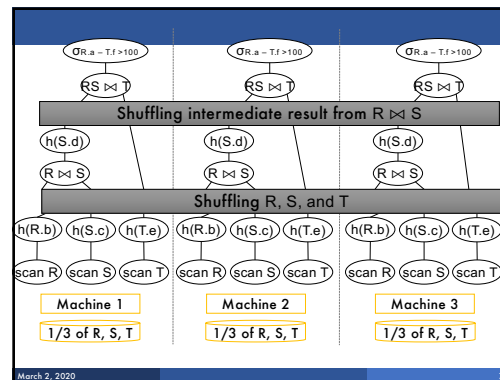 σR.a – T.f >100 σR.a – T.f >100 σR.a – T.f >100
RS ⋈ T RS ⋈ T RS ⋈ T
Shuffling intermediate result from R ⋈ S
h(S.d) h(S.d) h(S.d)
R ⋈ S R ⋈ S R ⋈ S
Shuffling R, S, and T
h(R.b) h(S.c) h(T.e) h(R.b) h(S.c) h(T.e) h(R.b) h(S.c) h(T.e)
scan R scan S scan T scan R scan S scan T scan R scan S scan T
Machine 1 Machine 2 Machine 3
1/3 of R, S, T 1/3 of R, S, T 1/3 of R, S, T
March 2, 2020